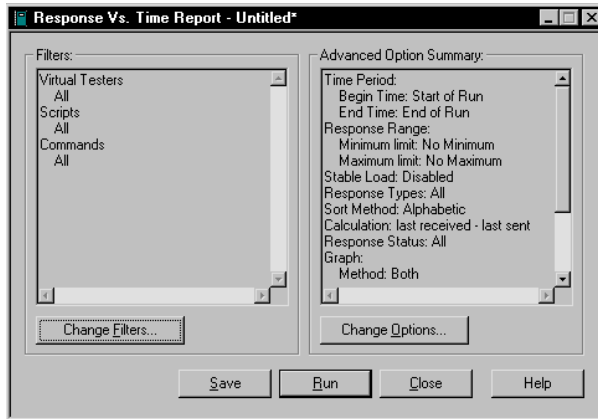 Response Vs. Time Report - Untitled*
Filters:
Virtual Testers
All
Scripts
All
Commands
All
Change Filters...
Advanced Option Summary:
Time Period:
Begin Time: Start of Run
End Time: End of Run
Response Range:
Minimum limit: No Minimum
Maximum limit: No Maximum
Stable Load: Disabled
Response Types: All
Sort Method: Alphabetic
Calculation: last received - last sent
Response Status: All
Graph:
Method: Both
Change Options...
Save
Run
Close
Help